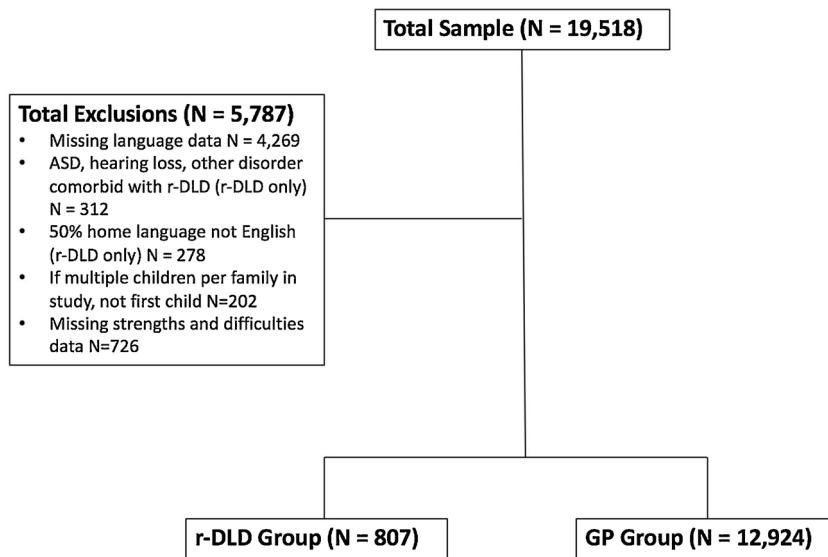 Total Sample (N = 19,518)
Total Exclusions (N = 5,787)
• Missing language data N = 4,269
• ASD, hearing loss, other disorder
comorbid with r-DLD (r-DLD only)
N = 312
• 50% home language not English
(r-DLD only) N = 278
• If multiple children per family in
study, not first child N=202
• Missing strengths and difficulties
data N=726
r-DLD Group (N = 807)
GP Group (N = 12,924)